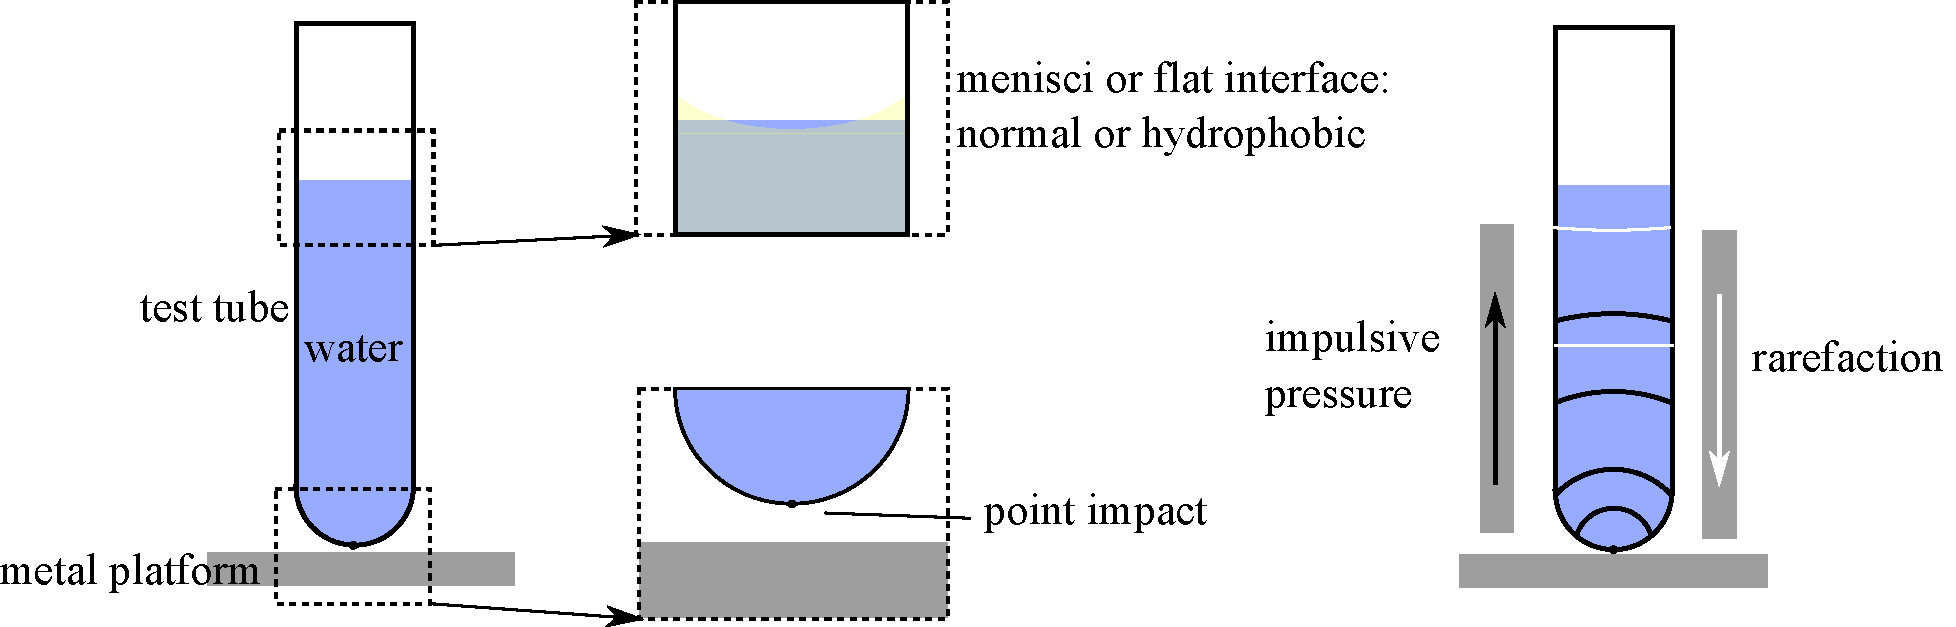 test tube
water
metal platform
menisci or flat interface:
normal or hydrophobic
point impact
impulsive
pressure
rarefaction